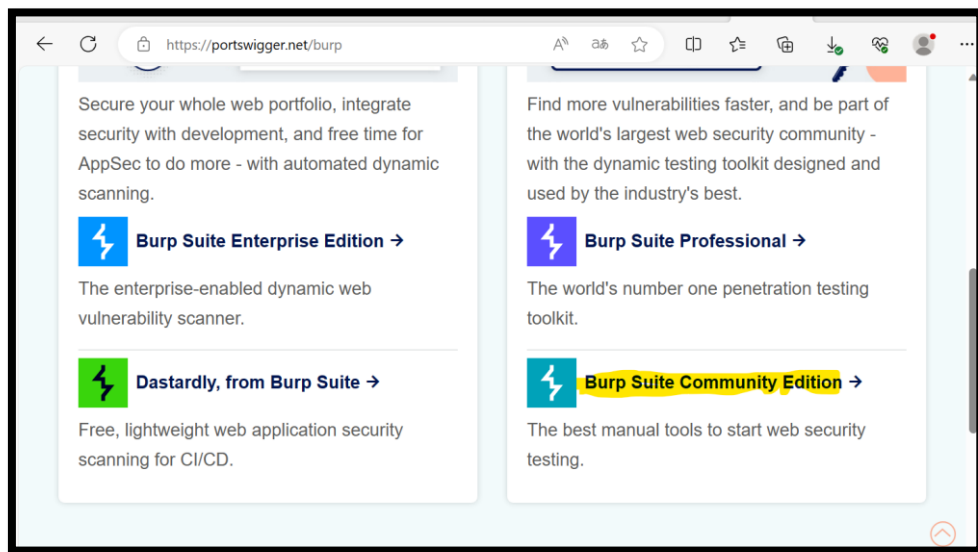 https://portswigger.net/burp
Secure your whole web portfolio, integrate
security with development, and free time for
AppSec to do more - with automated dynamic
scanning.
Burp Suite Enterprise Edition →
The enterprise-enabled dynamic web
vulnerability scanner.
Dastardly, from Burp Suite →
Free, lightweight web application security
scanning for CI/CD.
Find more vulnerabilities faster, and be part of
the world's largest web security community -
with the dynamic testing toolkit designed and
used by the industry's best.
Burp Suite Professional →
The world's number one penetration testing
toolkit.
Burp Suite Community Edition →
The best manual tools to start web security
testing.